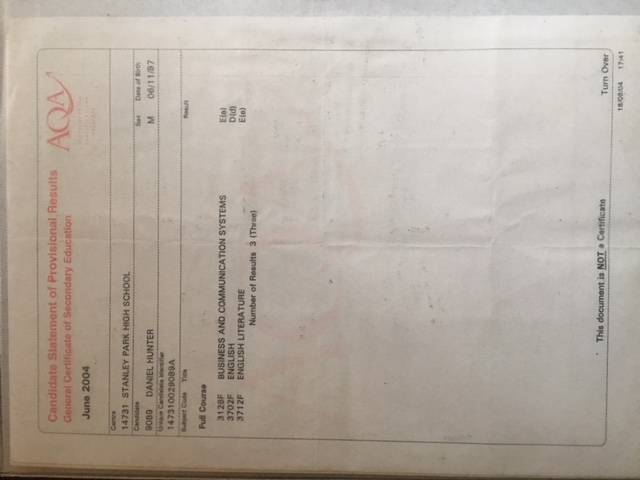 Candidate Statement of Provisional Results
General Certificate of Secondary Education
AQA
June 2004
Centre
14731 STANLEY PARK HIGH SCHOOL
Candidate Sex Date of Birth
9089 DANIEL HUNTER M 06/11/87
Unique Candidate Identifier
147310029089A
Subject Code Title Result
Full Course
3126F BUSINESS AND COMMUNICATION SYSTEMS E(e)
3702F ENGLISH D(d)
3712F ENGLISH LITERATURE E(e)
Number of Results 3 (Three)
This document is NOT a Certificate
Turn Over
18/08/04 17:41